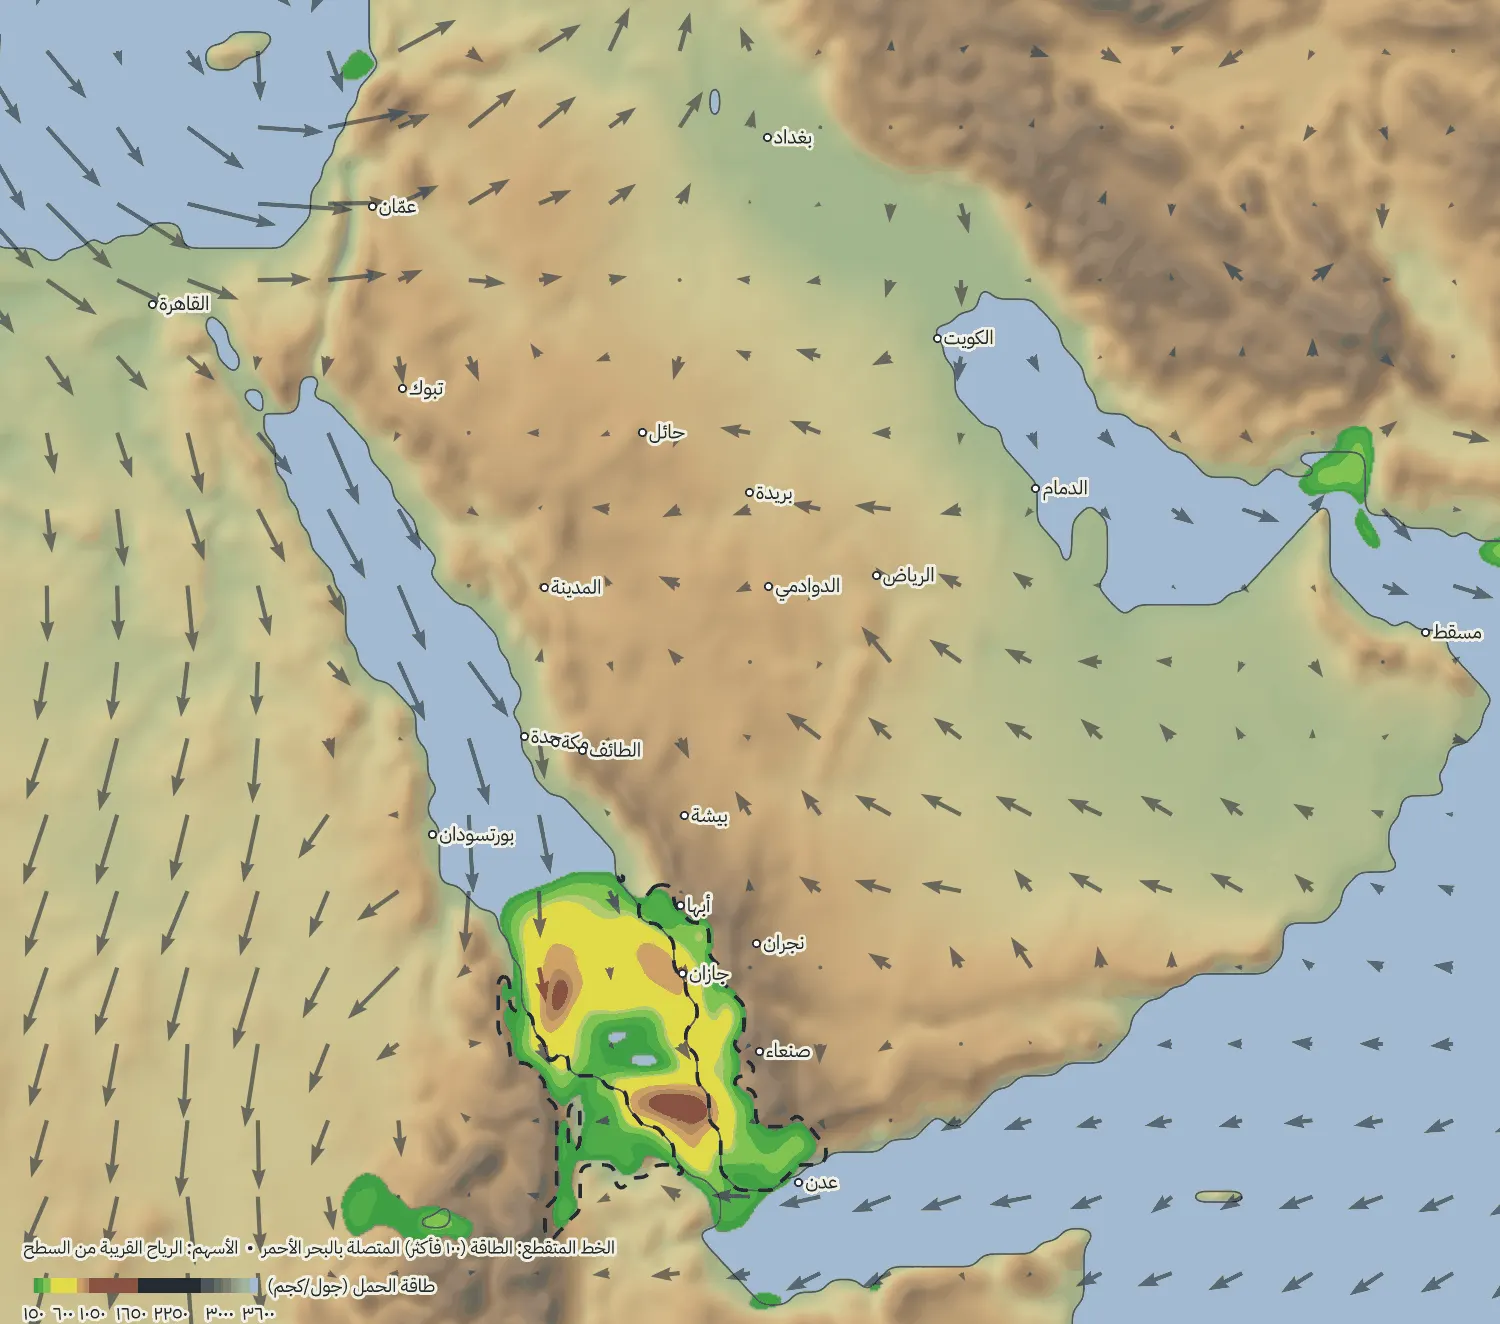 بغداد
عمّان
القاهرة
الكويت
تبوك
حائل
الدمام
بريدة
الرياض
الدوادمي
المدينة
مسقط
جدة
مكة
الطائف
بيشة
بورتسودان
أبها
نجران
جازان
صنعاء
عدن
الخط المتقطع: الطاقة (١٠٠ فأكثر) المتصلة بالبحر الأحمر • الأسهم: الرياح القريبة من السطح
طاقة الحمل (جول/كجم)
١٥٠ ٦٠٠ ١٠٥٠ ١٦٥٠ ٢٢٥٠ ٣٠٠٠ ٣٦٠٠